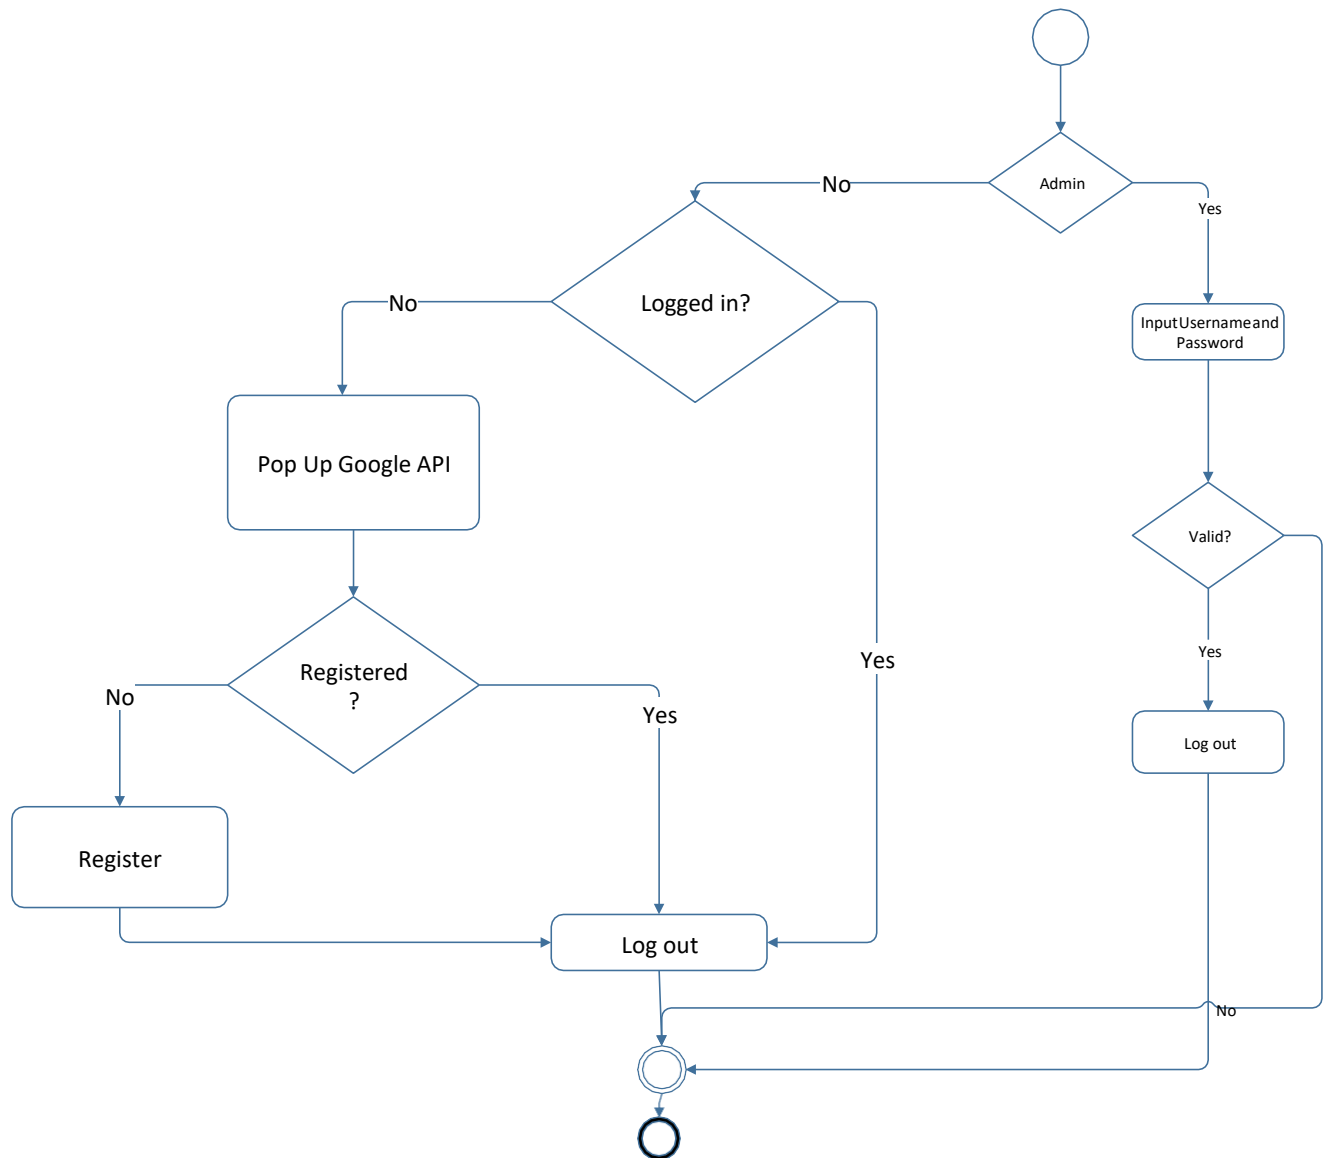 Admin
No
Yes
Logged in?
No
Input Username and
Password
Pop Up Google API
Valid?
Registered
?
Yes
Yes
No
Yes
Log out
Register
Log out
No